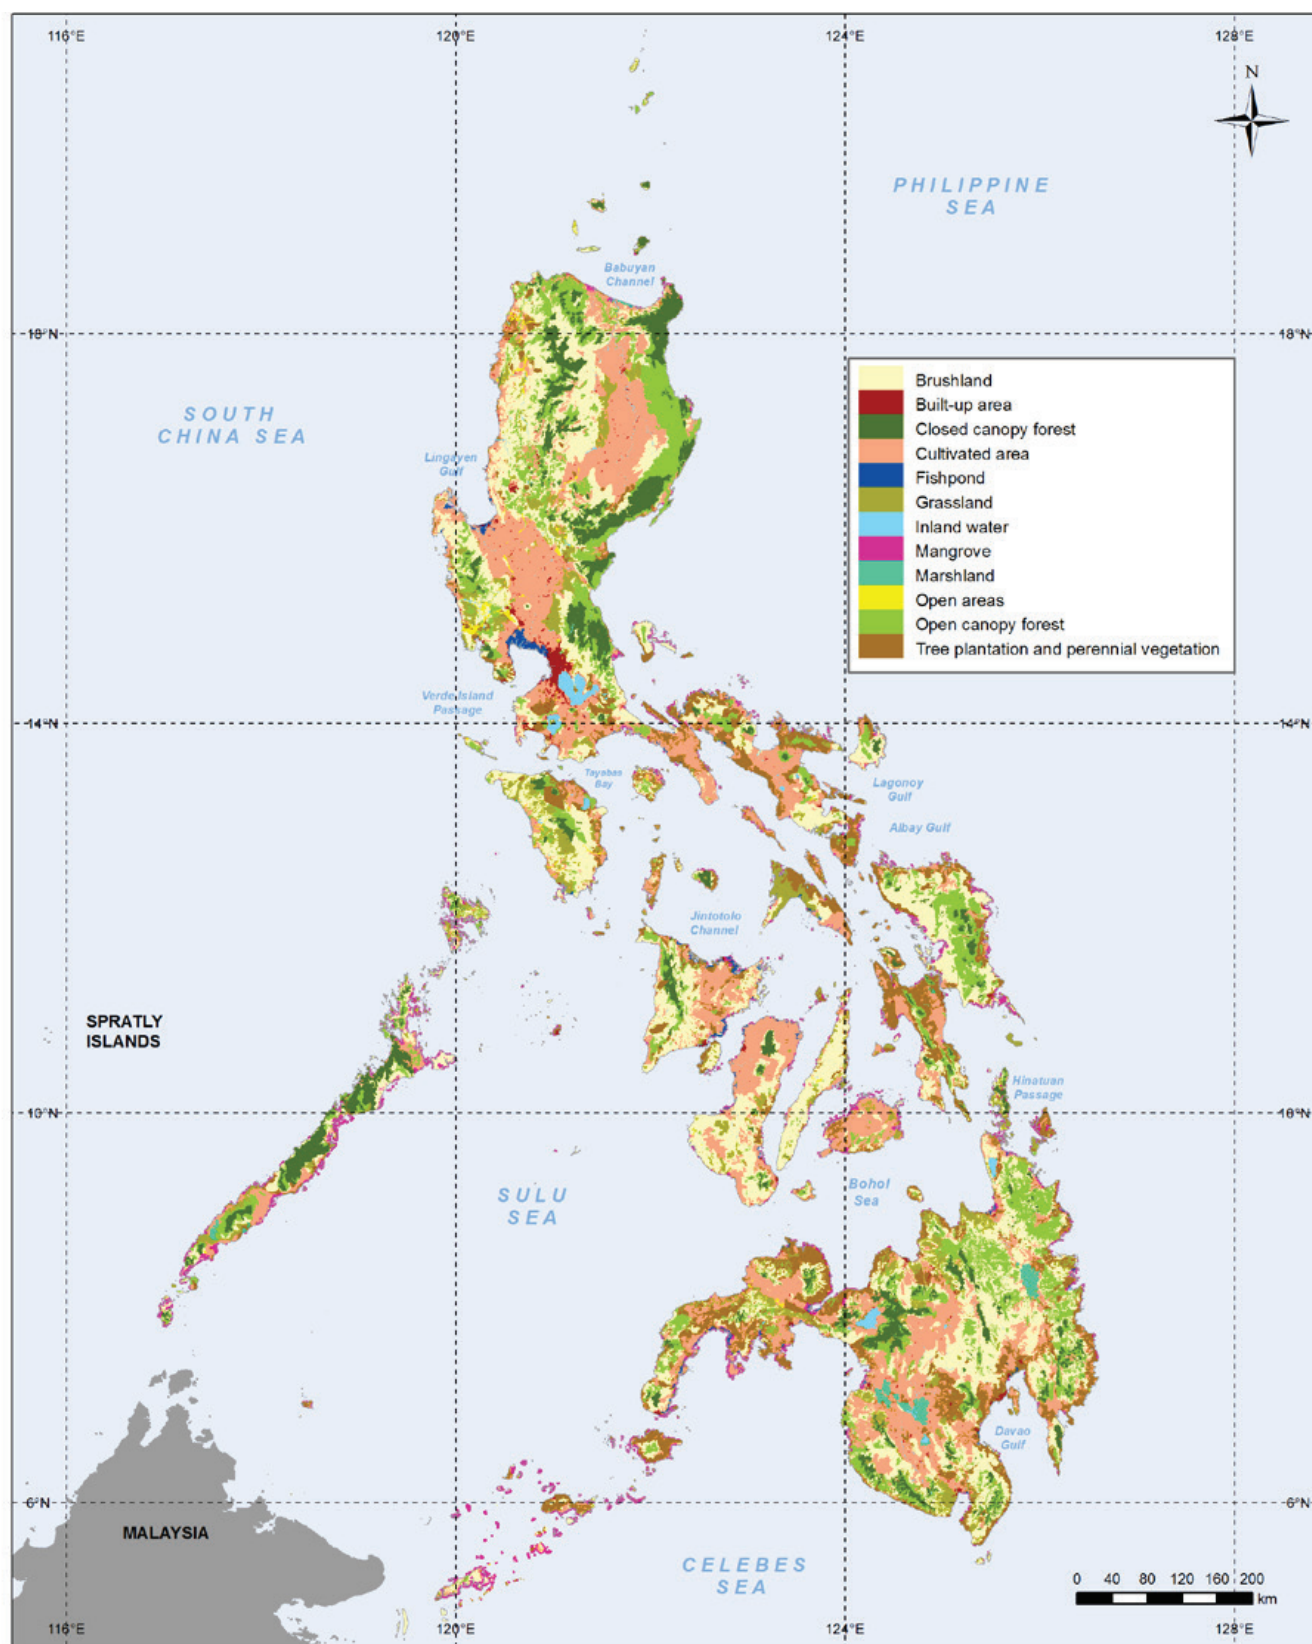 116°E 120°E 124°E 128°E
N
PHILIPPINE
SEA
Babuyan
Channel
18°N 18°N
SOUTH
CHINA SEA
Lingayen
Gulf
Brushland
Built-up area
Closed canopy forest
Cultivated area
Fishpond
Grassland
Inland water
Mangrove
Marshland
Open areas
Open canopy forest
Tree plantation and perennial vegetation
Verde Island
Passage
14°N 14°N
Tayabas
Bay
Lagonoy
Gulf
Albay Gulf
Jintotolo
Channel
SPRATLY
ISLANDS
Hinatuan
Passage
10°N 10°N
Bohol
Sea
SULU
SEA
Davao
Gulf
6°N 6°N
MALAYSIA
CELEBES
SEA
0 40 80 120 160 200
km
116°E 120°E 124°E 128°E